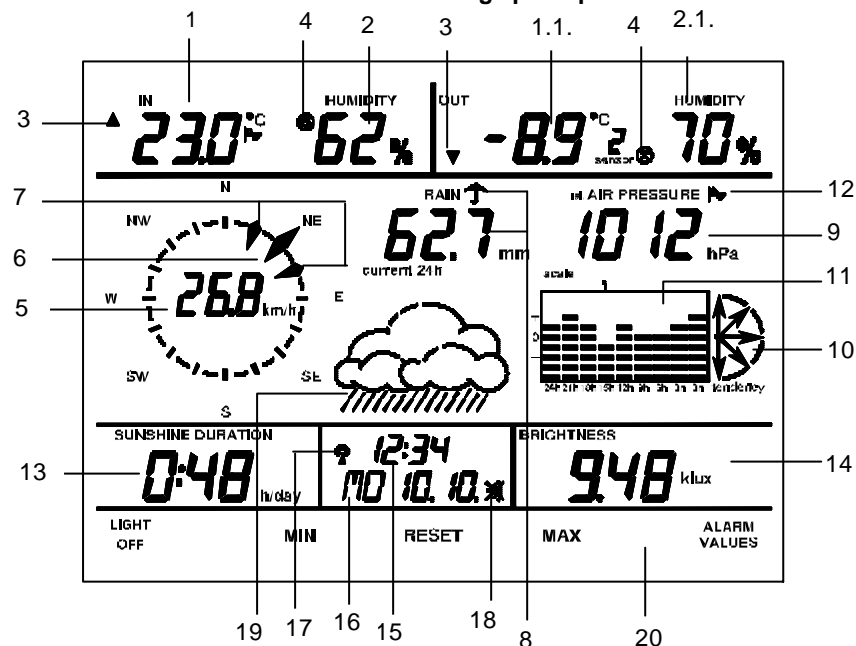 1 4 2 3 1.1. 4 2.1.
IN HUMIDITY OUT HUMIDITY
3 23.0 °C 62 % -8.9 °C 2 sensor 70 %
7 N RAIN AIR PRESSURE 12
NW NE 62.7 mm 1012 hPa 9
6 current 24h scale 11
5 W 26.8 km/h E
10
SW SE 24h 21h 18h 15h 12h tendency
S
SUNSHINE DURATION BRIGHTNESS
13 0:48 h/day 12:34 9.48 klux 14
MO 10. 10.
LIGHT OFF MIN RESET MAX ALARM VALUES
19 17 16 15 18 8 20